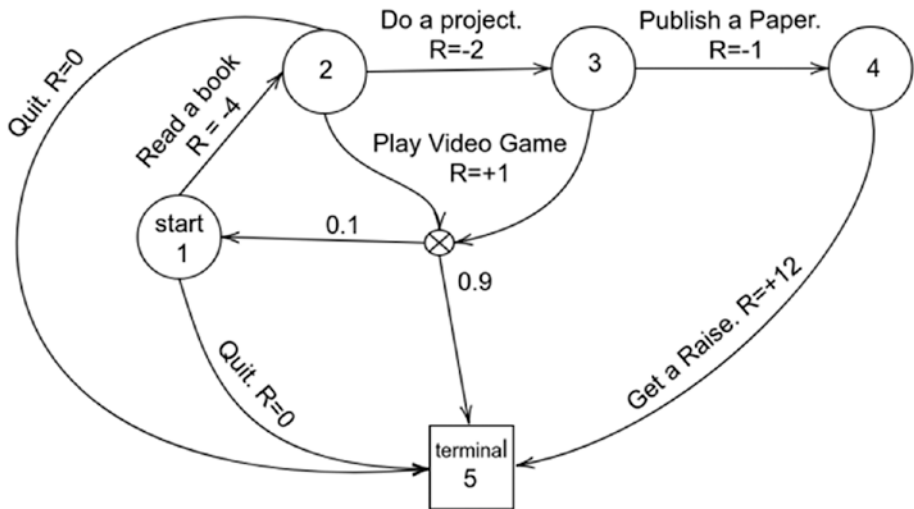 Quit. R=0
Read a book
R = -4
2
Do a project.
R=-2
3
Publish a Paper.
R=-1
4
Play Video Game
R=+1
start
1
0.1
0.9
Quit. R=0
Get a Raise. R=+12
terminal
5